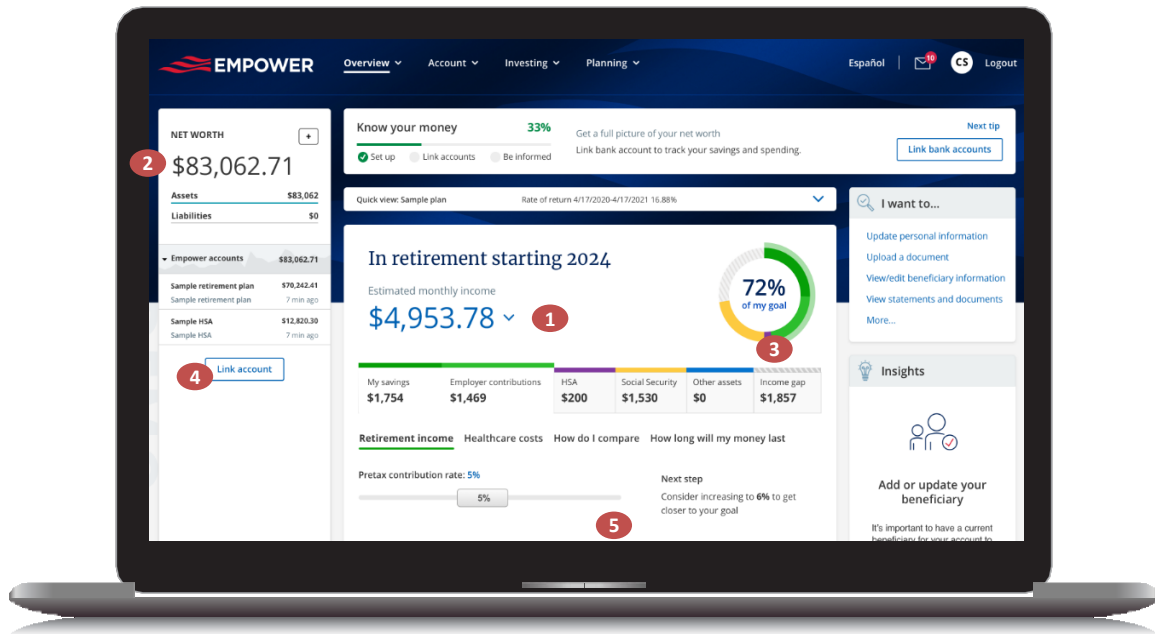 EMPOWER
Overview
Account
Investing
Planning
Español
10
CS
Logout
NET WORTH
+
2
$83,062.71
Assets $83,062
Liabilities $0
Empower accounts $83,062.71
Sample retirement plan $70,242.41
Sample retirement plan 7 min ago
Sample HSA $12,820.30
Sample HSA 7 min ago
4
Link account
Know your money 33%
Set up Link accounts Be informed
Get a full picture of your net worth
Link bank account to track your savings and spending.
Next tip
Link bank accounts
Quick view: Sample plan Rate of return 4/17/2020-4/17/2021 16.88%
In retirement starting 2024
Estimated monthly income
$4,953.78
1
72%
of my goal
3
My savings Employer contributions HSA Social Security Other assets Income gap
$1,754 $1,469 $200 $1,530 $0 $1,857
Retirement income Healthcare costs How do I compare How long will my money last
Pretax contribution rate: 5%
5%
Next step
Consider increasing to 6% to get
closer to your goal
5
I want to...
Update personal information
Upload a document
View/edit beneficiary information
View statements and documents
More...
Insights
Add or update your
beneficiary
It's important to have a current
beneficiary for your account to